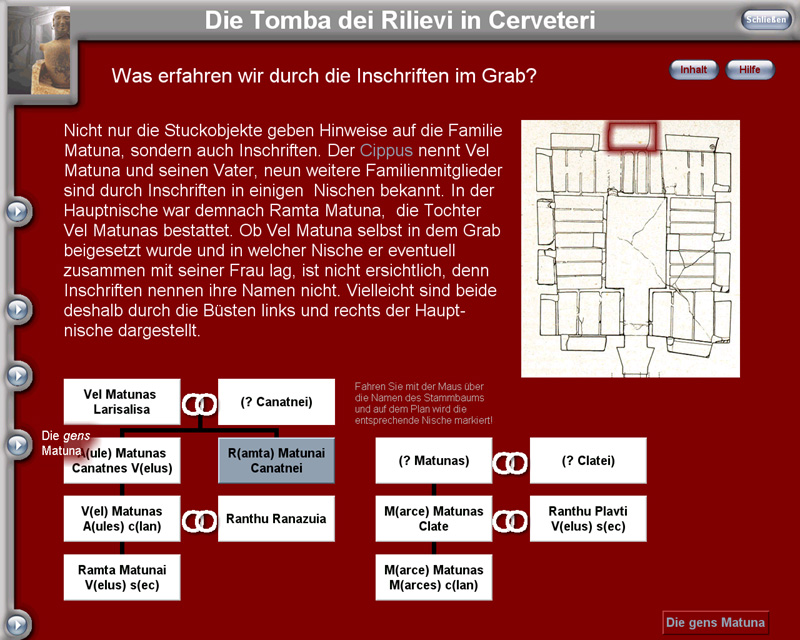 Die Tomba dei Rilievi in Cerveteri
Schließen
Was erfahren wir durch die Inschriften im Grab?
Inhalt
Hilfe
Nicht nur die Stuckobjekte geben Hinweise auf die Familie
Matuna, sondern auch Inschriften. Der Cippus nennt Vel
Matuna und seinen Vater, neun weitere Familienmitglieder
sind durch Inschriften in einigen Nischen bekannt. In der
Hauptnische war demnach Ramta Matuna, die Tochter
Vel Matunas bestattet. Ob Vel Matuna selbst in dem Grab
beigesetzt wurde und in welcher Nische er eventuell
zusammen mit seiner Frau lag, ist nicht ersichtlich, denn
Inschriften nennen ihre Namen nicht. Vielleicht sind beide
deshalb durch die Büsten links und rechts der Haupt-
nische dargestellt.
Vel Matunas
Larisalisa
(? Canatnei)
Fahren Sie mit der Maus über
die Namen des Stammbaums
und auf dem Plan wird die
entsprechende Nische markiert!
Die gens
Matuna
(ule) Matunas
Canatnes V(elus)
R(amta) Matunai
Canatnei
(? Matunas)
(? Clatei)
V(el) Matunas
A(ules) c(lan)
Ranthu Ranazuia
M(arce) Matunas
Clate
Ranthu Plavti
V(elus) s(ec)
Ramta Matunai
V(elus) s(ec)
M(arce) Matunas
M(arces) c(lan)
Die gens Matuna